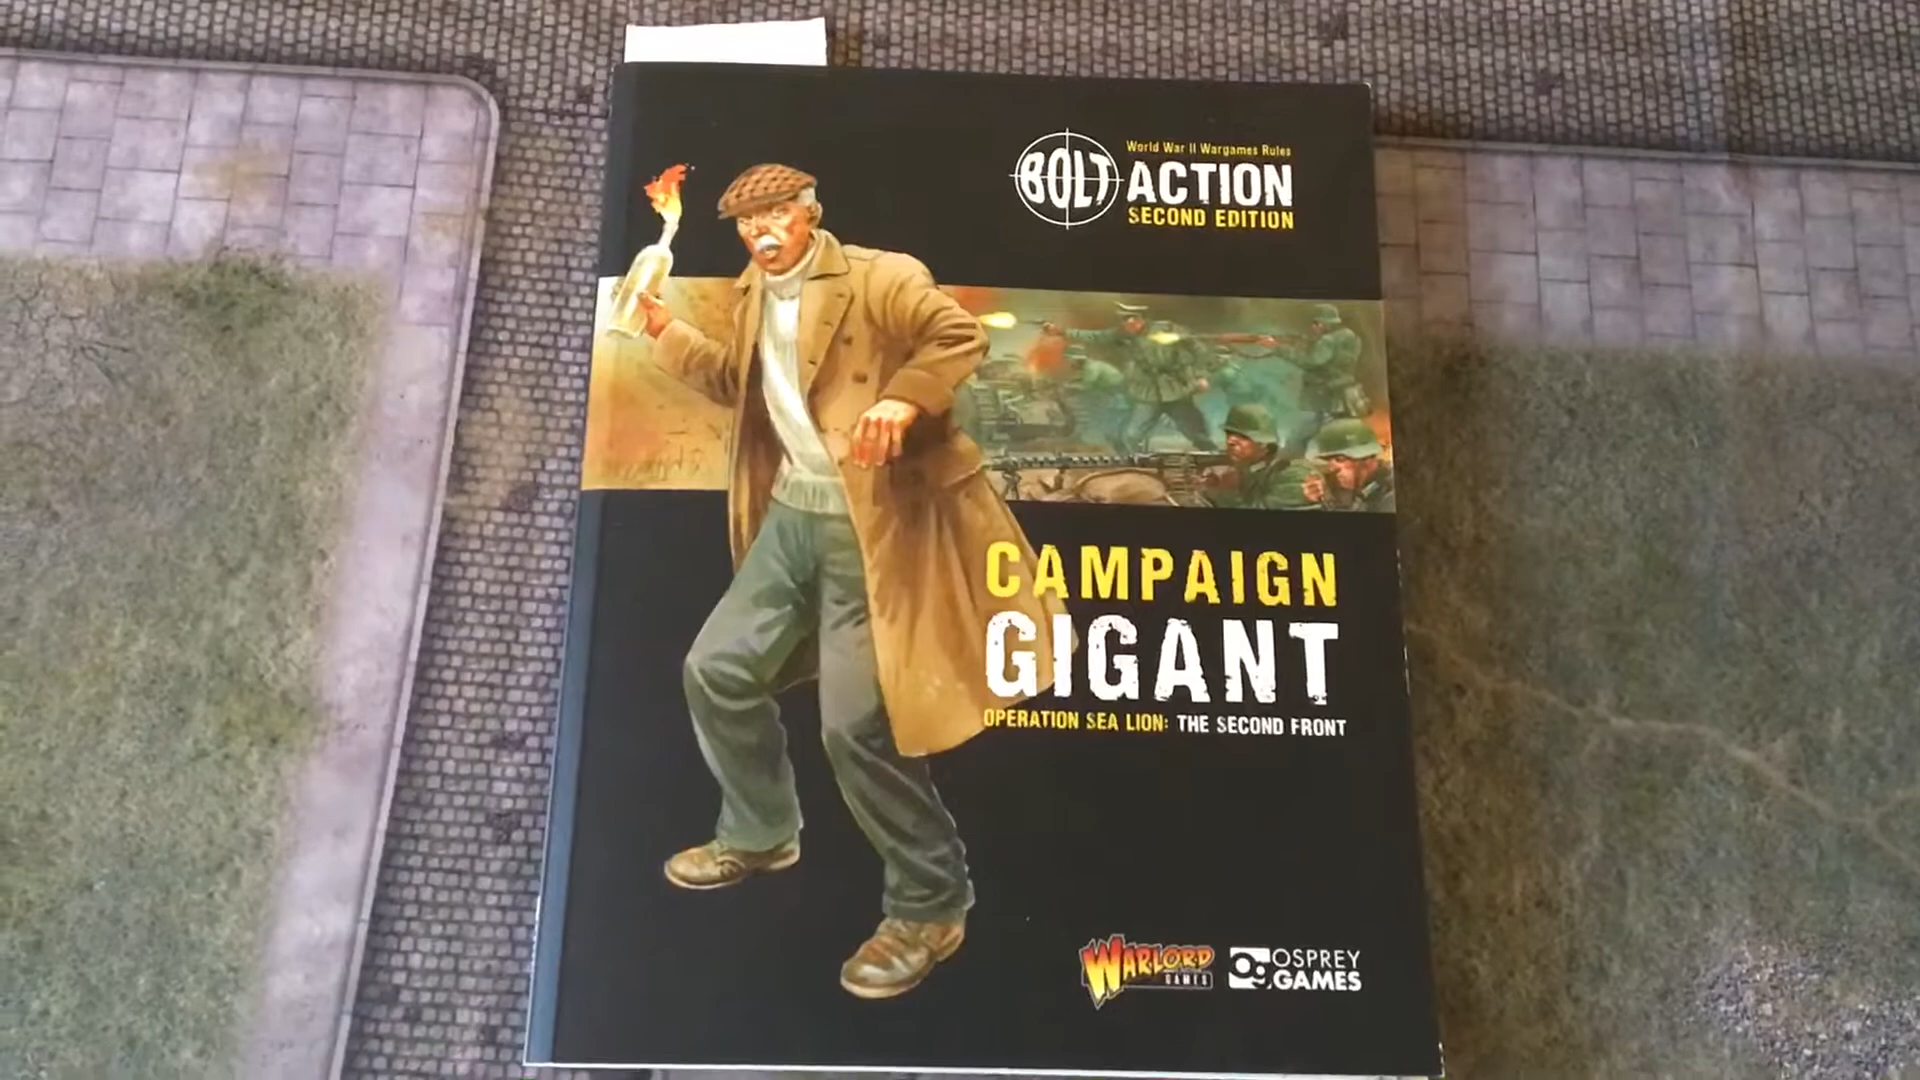 World War II Wargames Rules
BOLT ACTION
SECOND EDITION
CAMPAIGN
GIGANT
OPERATION SEA LION: THE SECOND FRONT
WARLORD
GAMES
OG OSPREY
GAMES